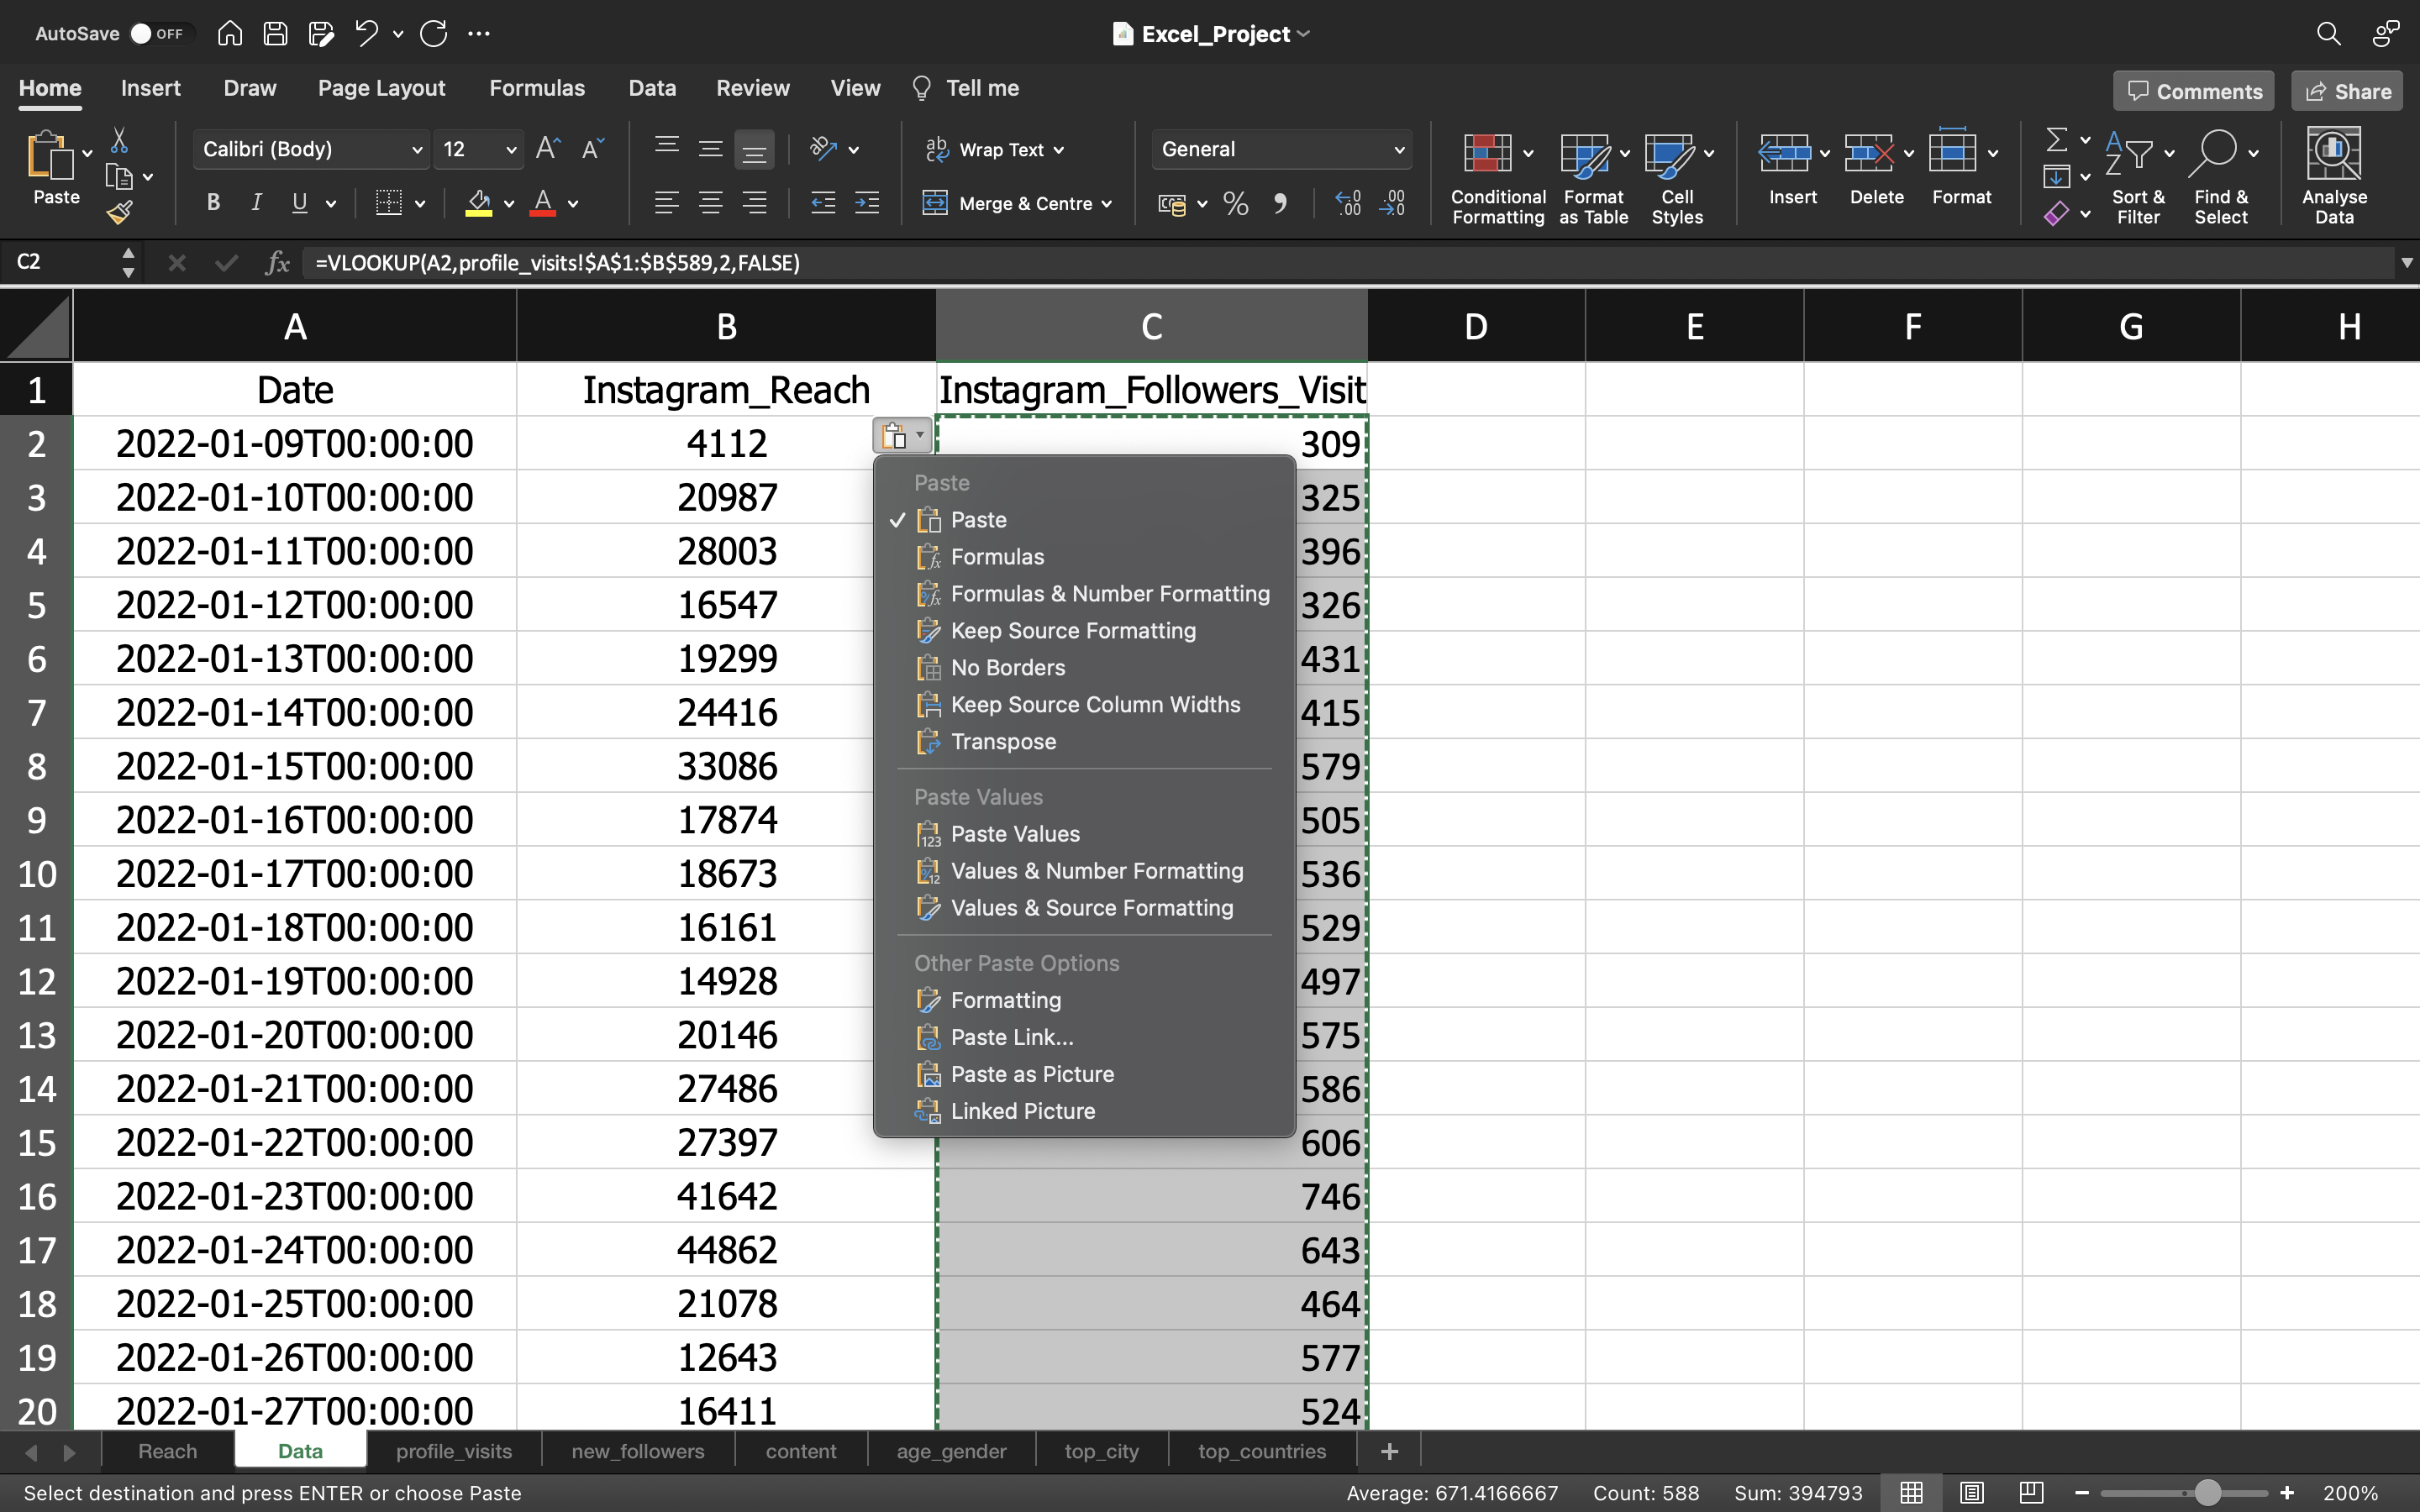 AutoSave OFF Excel_Project
Home Insert Draw Page Layout Formulas Data Review View Tell me Comments Share
Paste Calibri (Body) 12 Wrap Text General Conditional Formatting Format as Table Cell Styles Insert Delete Format Sort & Filter Find & Select Analyse Data
B I U Merge & Centre
C2 fx =VLOOKUP(A2,profile_visits!$A$1:$B$589,2,FALSE)
A B C D E F G H
1 Date Instagram_Reach Instagram_Followers_Visit
2 2022-01-09T00:00:00 4112 309
3 2022-01-10T00:00:00 20987 325
4 2022-01-11T00:00:00 28003 396
5 2022-01-12T00:00:00 16547 326
6 2022-01-13T00:00:00 19299 431
7 2022-01-14T00:00:00 24416 415
8 2022-01-15T00:00:00 33086 579
9 2022-01-16T00:00:00 17874 505
10 2022-01-17T00:00:00 18673 536
11 2022-01-18T00:00:00 16161 529
12 2022-01-19T00:00:00 14928 497
13 2022-01-20T00:00:00 20146 575
14 2022-01-21T00:00:00 27486 586
15 2022-01-22T00:00:00 27397 606
16 2022-01-23T00:00:00 41642 746
17 2022-01-24T00:00:00 44862 643
18 2022-01-25T00:00:00 21078 464
19 2022-01-26T00:00:00 12643 577
20 2022-01-27T00:00:00 16411 524
Paste
Paste
Formulas
Formulas & Number Formatting
Keep Source Formatting
No Borders
Keep Source Column Widths
Transpose
Paste Values
Paste Values
Values & Number Formatting
Values & Source Formatting
Other Paste Options
Formatting
Paste Link...
Paste as Picture
Linked Picture
Reach Data profile_visits new_followers content age_gender top_city top_countries +
Select destination and press ENTER or choose Paste Average: 671.4166667 Count: 588 Sum: 394793 200%